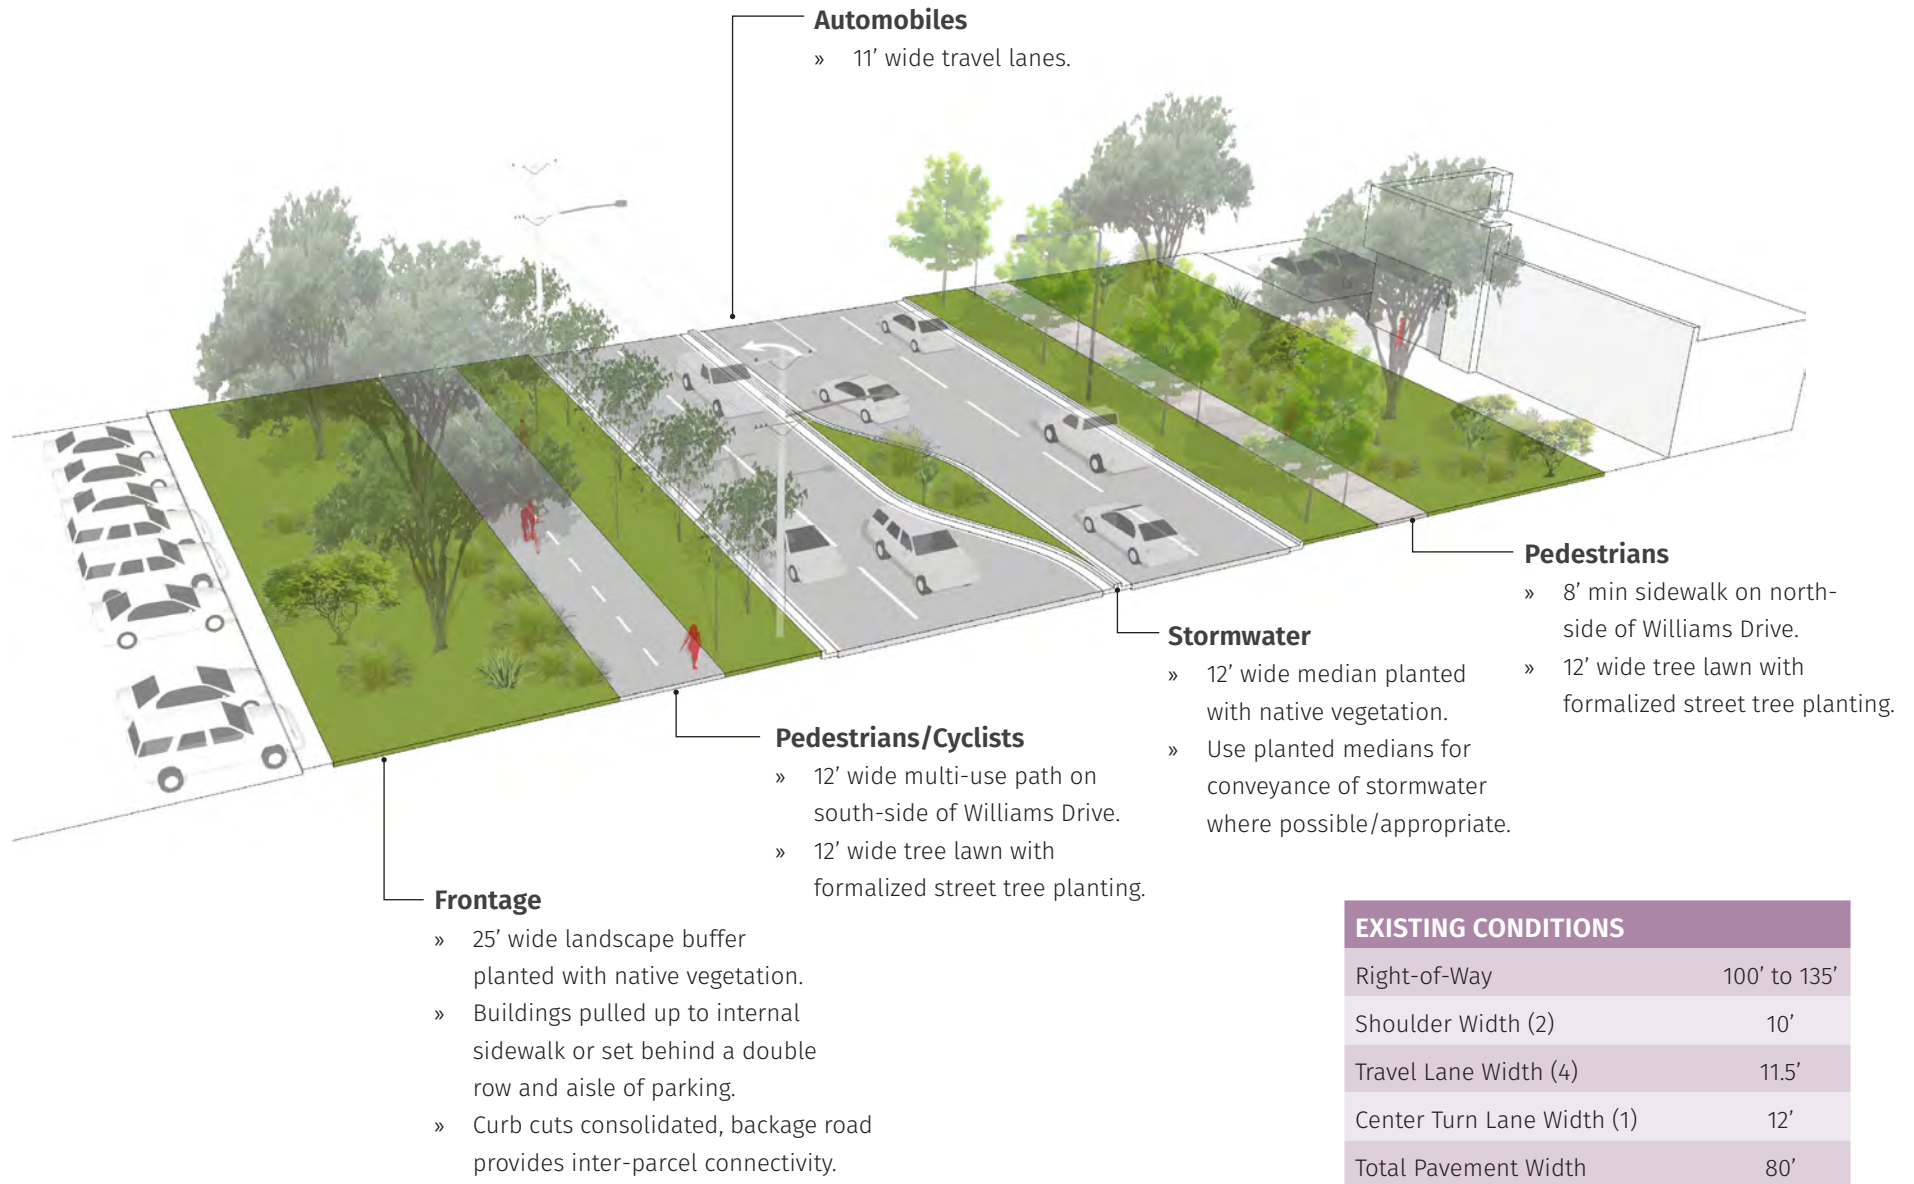 Automobiles
» 11’ wide travel lanes.
Pedestrians
» 8’ min sidewalk on north-
side of Williams Drive.
» 12’ wide tree lawn with
formalized street tree planting.
Stormwater
» 12’ wide median planted
with native vegetation.
» Use planted medians for
conveyance of stormwater
where possible/appropriate.
Pedestrians/Cyclists
» 12’ wide multi-use path on
south-side of Williams Drive.
» 12’ wide tree lawn with
formalized street tree planting.
Frontage
» 25’ wide landscape buffer
planted with native vegetation.
» Buildings pulled up to internal
sidewalk or set behind a double
row and aisle of parking.
» Curb cuts consolidated, backage road
provides inter-parcel connectivity.
EXISTING CONDITIONS
Right-of-Way 100’ to 135’
Shoulder Width (2) 10’
Travel Lane Width (4) 11.5’
Center Turn Lane Width (1) 12’
Total Pavement Width 80’